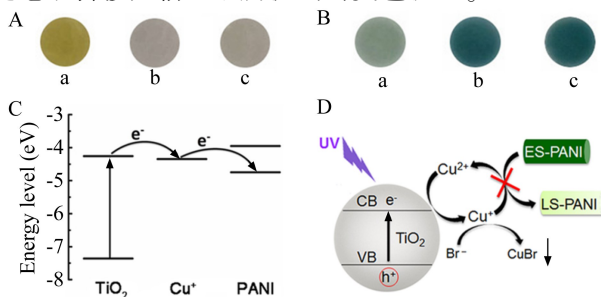 A
a b c
B
a b c
C
Energy level (eV)
-3
-4
-5
-6
-7
-8
e⁻ e⁻
TiO₂ Cu⁺ PANI
D
UV
CB e⁻
TiO₂
VB
h⁺
Cu²⁺
Cu⁺
ES-PANI
LS-PANI
Br⁻ CuBr